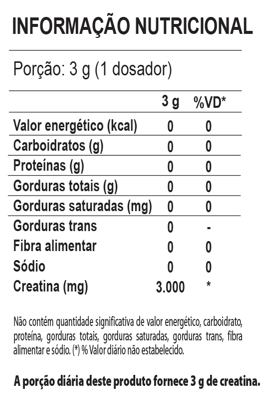 INFORMAÇÃO NUTRICIONAL
Porção: 3 g (1 dosador)
3 g %VD*
Valor energético (kcal) 0 0
Carboidratos (g) 0 0
Proteínas (g) 0 0
Gorduras totais (g) 0 0
Gorduras saturadas (mg) 0 0
Gorduras trans 0 -
Fibra alimentar 0 0
Sódio 0 0
Creatina (mg) 3.000 *
Não contém quantidade significativa de valor energético, carboidrato,
proteína, gorduras totais, gorduras saturadas, gorduras trans, fibra
alimentar e sódio. (*) % Valor diário não estabelecido.
A porção diária deste produto fornece 3 g de creatina.